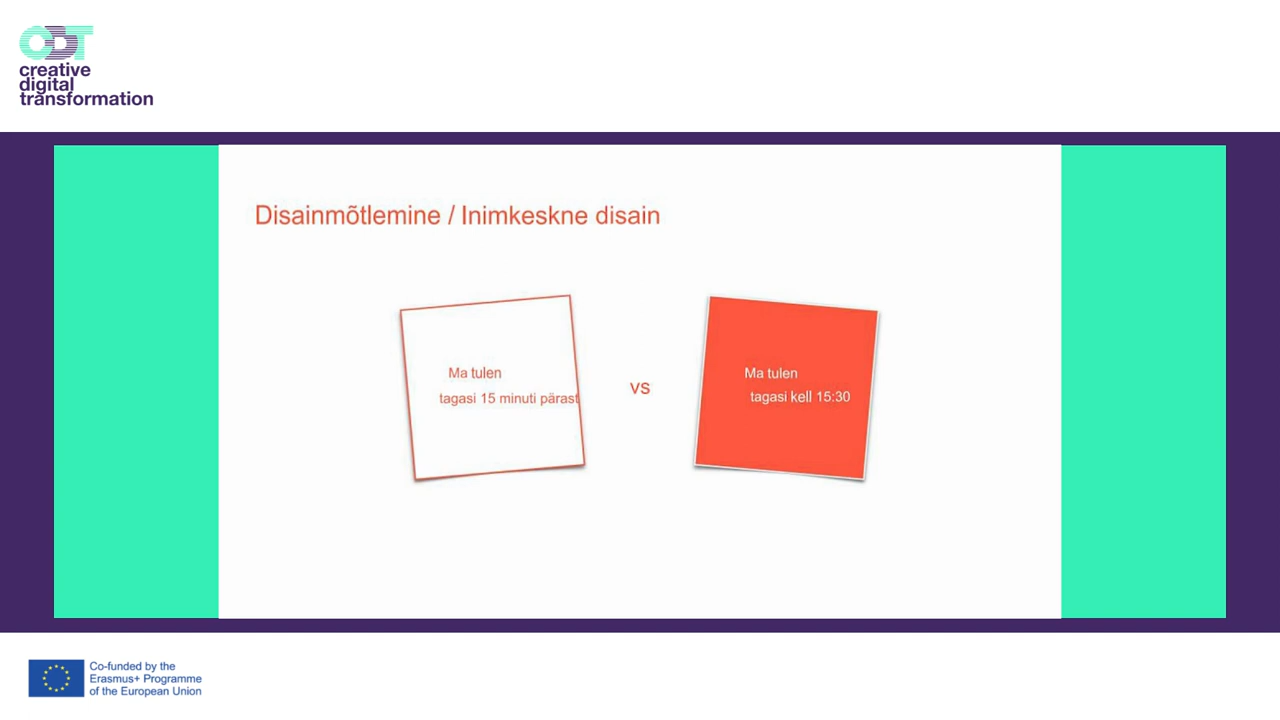 CDT
creative
digital
transformation
Disainmõtlemine / Inimkeskne disain
Ma tulen
tagasi 15 minuti pärast
vs
Ma tulen
tagasi kell 15:30
Co-funded by the
Erasmus+ Programme
of the European Union